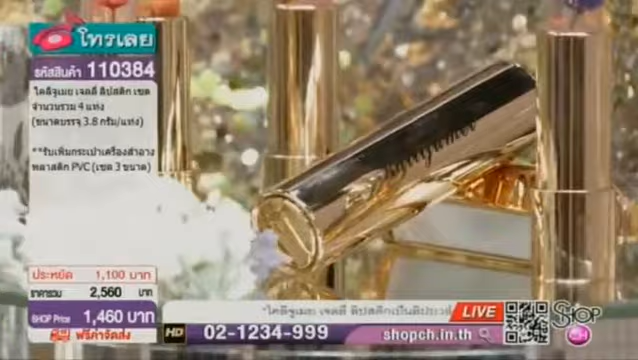 โทรเลย
รหัสสินค้า 110384
ไคลีจูเมย เจลลี่ ลิปสติก เซต
จำนวนรวม 4 แท่ง
(ขนาดบรรจุ 3.8 กรัม/แท่ง)
**รับเพิ่มกระเป๋าเครื่องสำอาง
พลาสติก PVC (เซต 3 ขนาด)
ประหยัด 1,100 บาท
ราคารวม 2,560 บาท
SHOP Price 1,460 บาท
ฟรีค่าจัดส่ง
"ไคลีจูเมย เจลลี่ ลิปสติกเป็น
LIVE
HD 02-1234-999 shopch.in.th
SHOP
CH